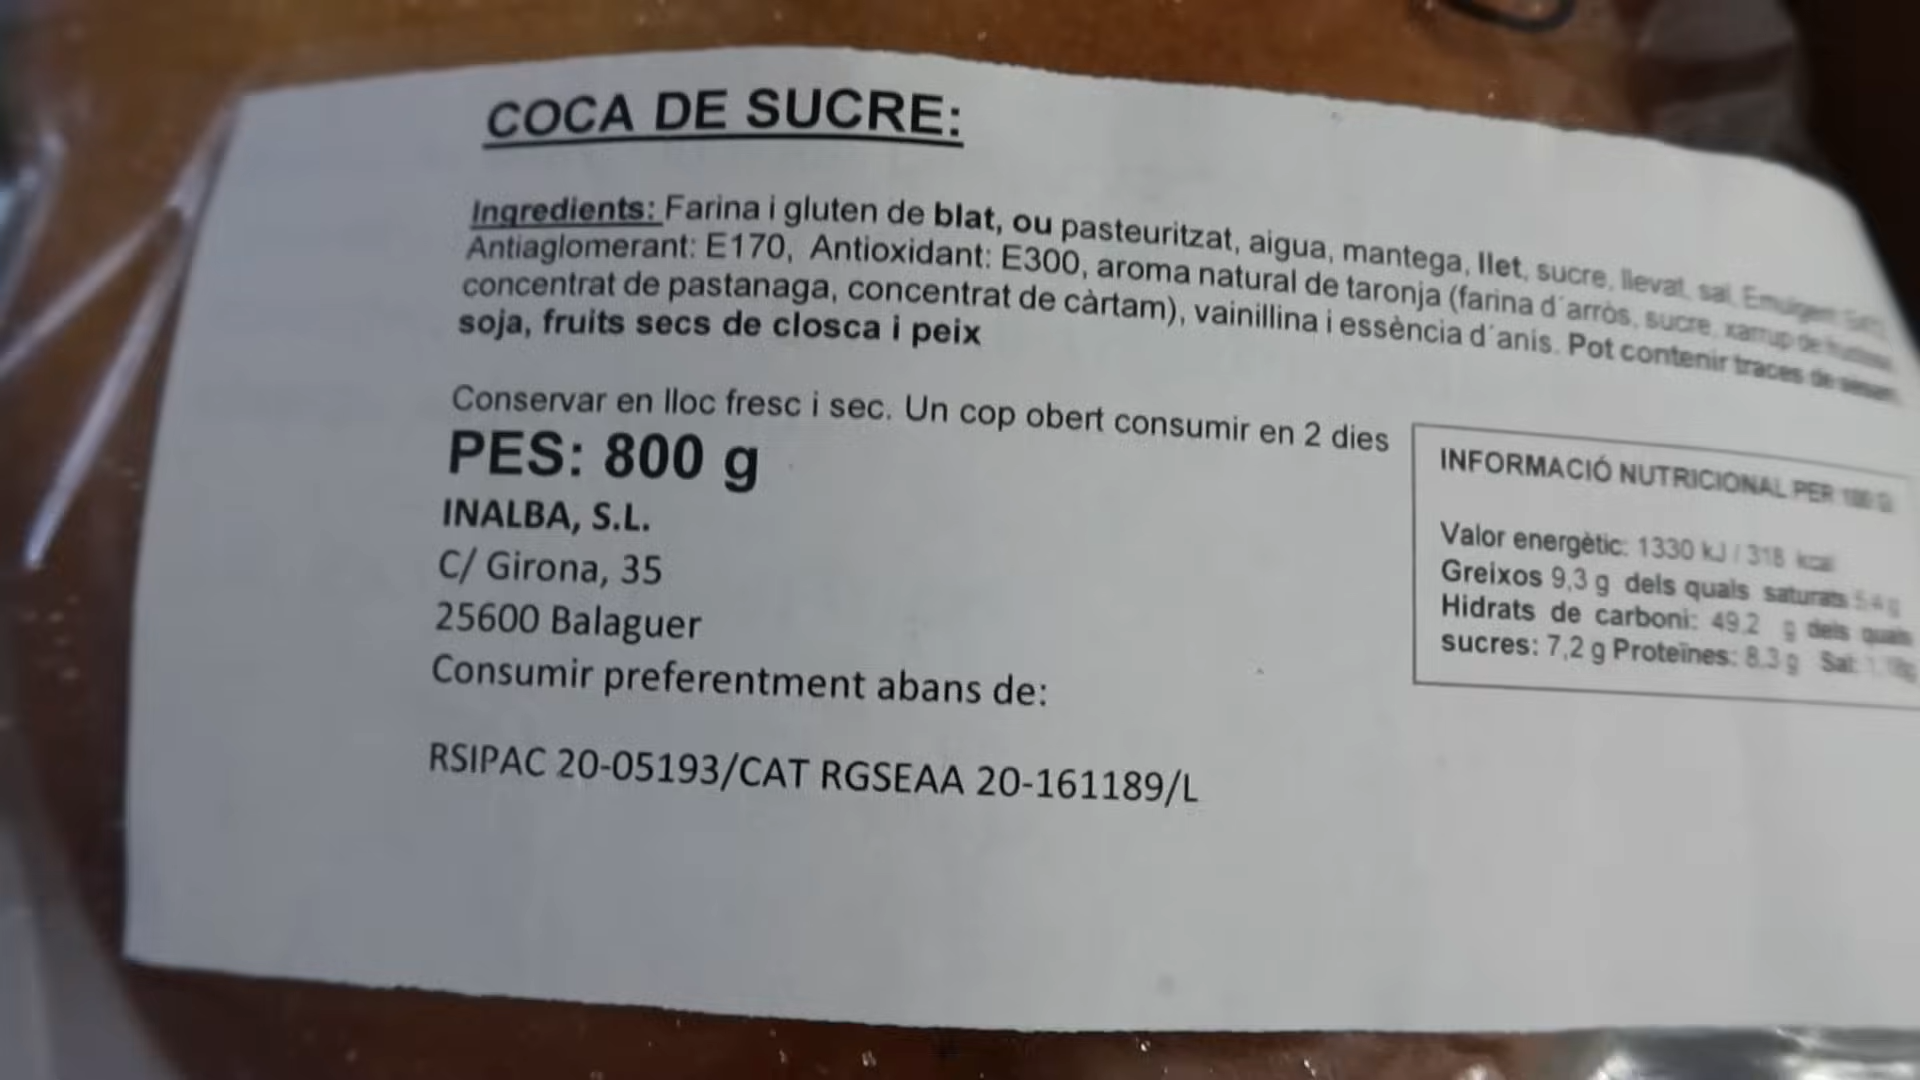 COCA DE SUCRE:
Ingredients: Farina i gluten de blat, ou pasteuritzat, aigua, mantega, llet, sucre, llevat, sal, Emulgent
Antiaglomerant: E170, Antioxidant: E300, aroma natural de taronja (farina d´arròs, sucre, xarrup de
concentrat de pastanaga, concentrat de càrtam), vainillina i essència d´anis. Pot contenir traces de
soja, fruits secs de closca i peix
Conservar en lloc fresc i sec. Un cop obert consumir en 2 dies
PES: 800 g
INALBA, S.L.
C/ Girona, 35
25600 Balaguer
Consumir preferentment abans de:
RSIPAC 20-05193/CAT RGSEAA 20-161189/L
INFORMACIÓ NUTRICIONAL PER 100 G
Valor energètic: 1330 kJ / 318 kcal
Greixos 9,3 g dels quals saturats 5,4 g
Hidrats de carboni: 49,2 g dels quals
sucres: 7,2 g Proteïnes: 8,3 g Sal: